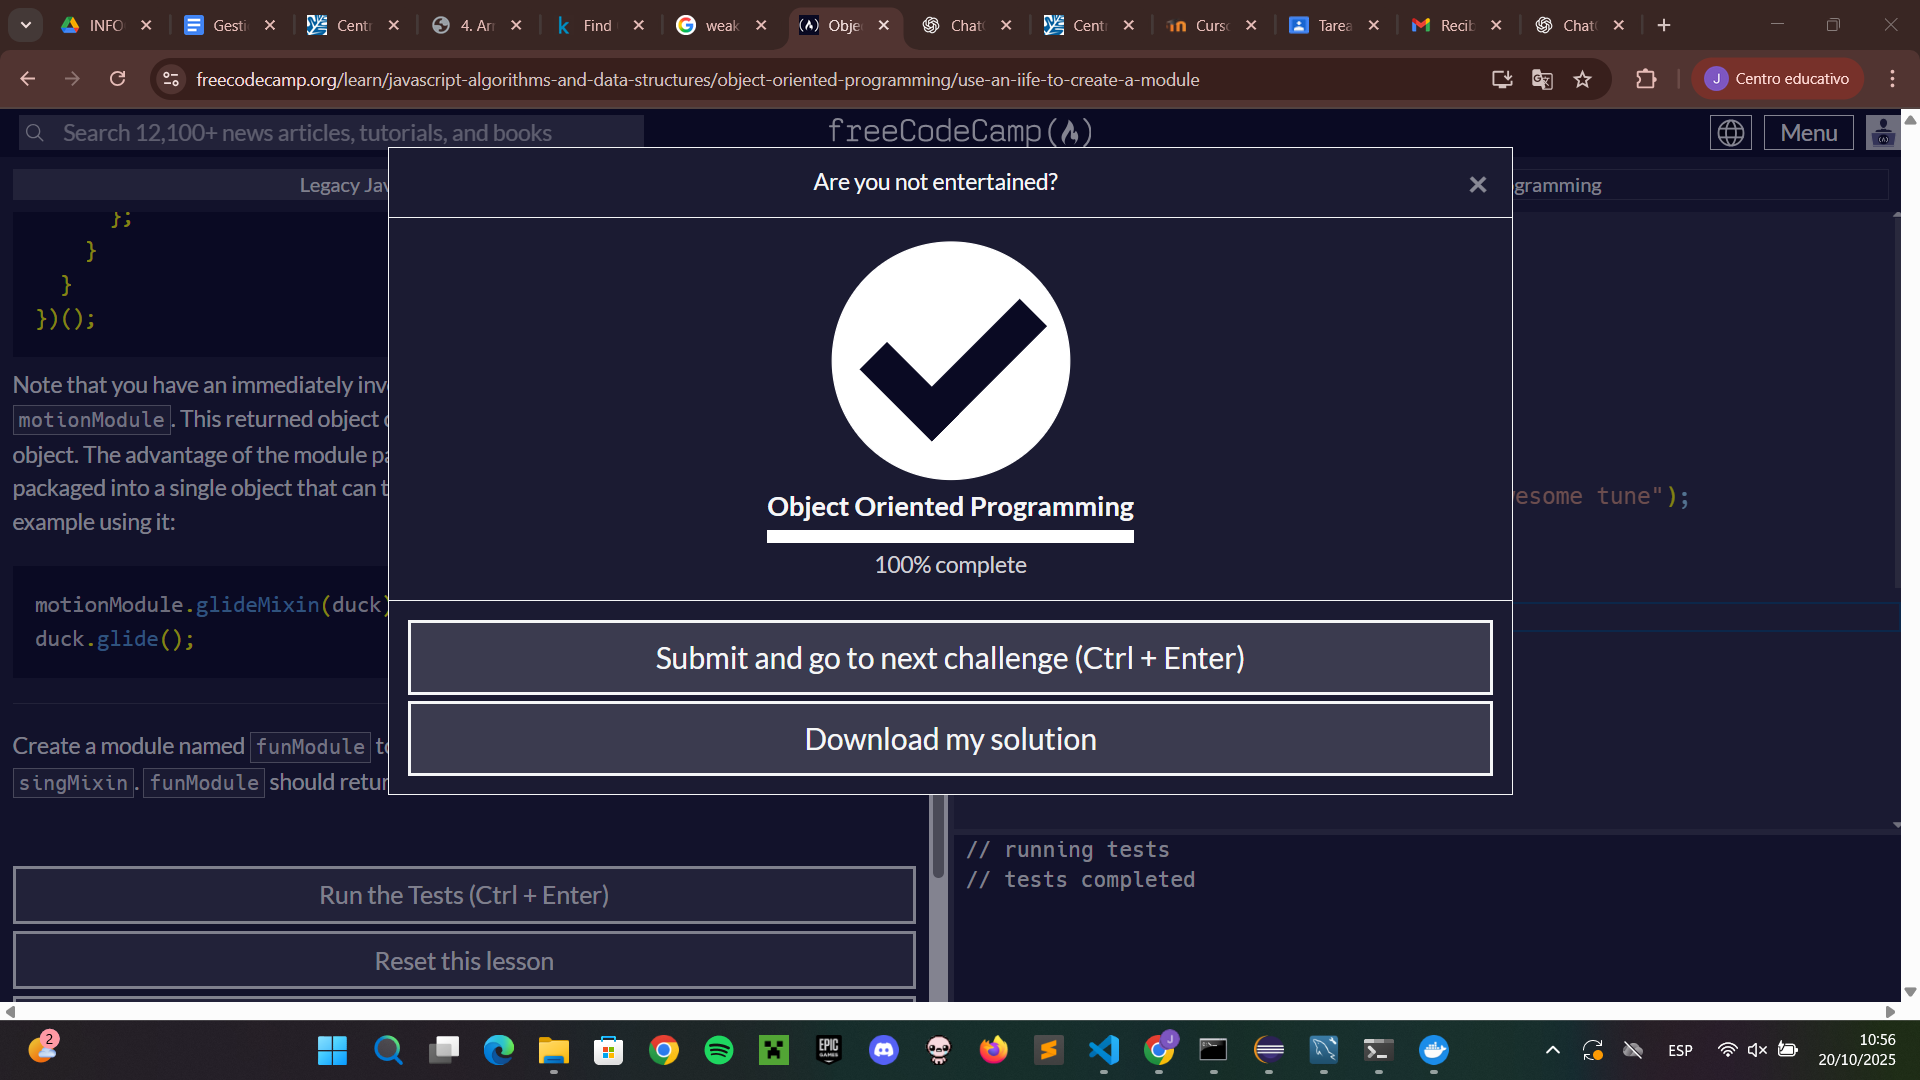 INFO
Gesti
Centr
4. Arr
Find
weak
Obje
Chat
Centr
Curso
Tarea
Recib
Chat
freecodecamp.org/learn/javascript-algorithms-and-data-structures/object-oriented-programming/use-an-iife-to-create-a-module
J
Centro educativo
Search 12,100+ news articles, tutorials, and books
freeCodeCamp
Menu
Legacy Jav
gramming
Are you not entertained?
};
}
}
})();
Note that you have an immediately inv
motionModule. This returned object
object. The advantage of the module pa
packaged into a single object that can t
example using it:
motionModule.glideMixin(duck)
duck.glide();
Object Oriented Programming
100% complete
Submit and go to next challenge (Ctrl + Enter)
Download my solution
esome tune");
Create a module named funModule to
singMixin. funModule should retur
Run the Tests (Ctrl + Enter)
Reset this lesson
// running tests
// tests completed
2
EPIC GAMES
J
ESP
10:56
20/10/2025